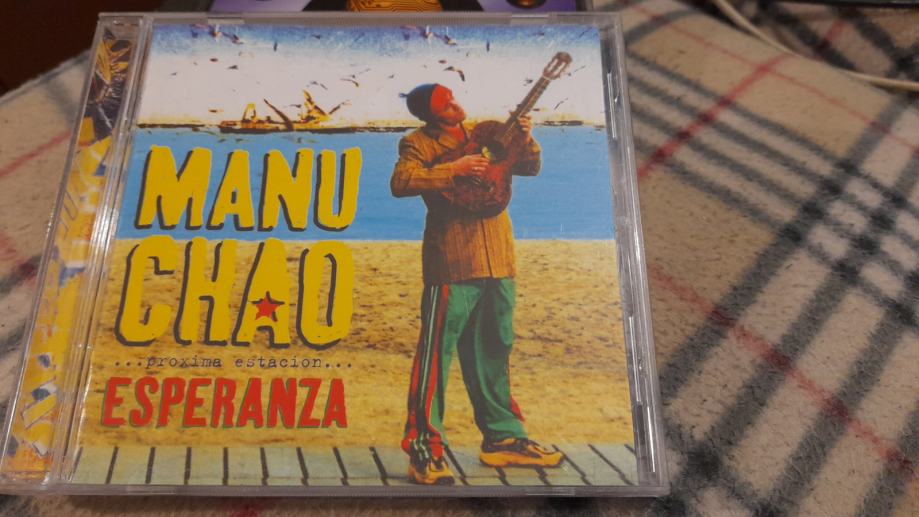 MANU
CHAO
...proxima estacion...
ESPERANZA